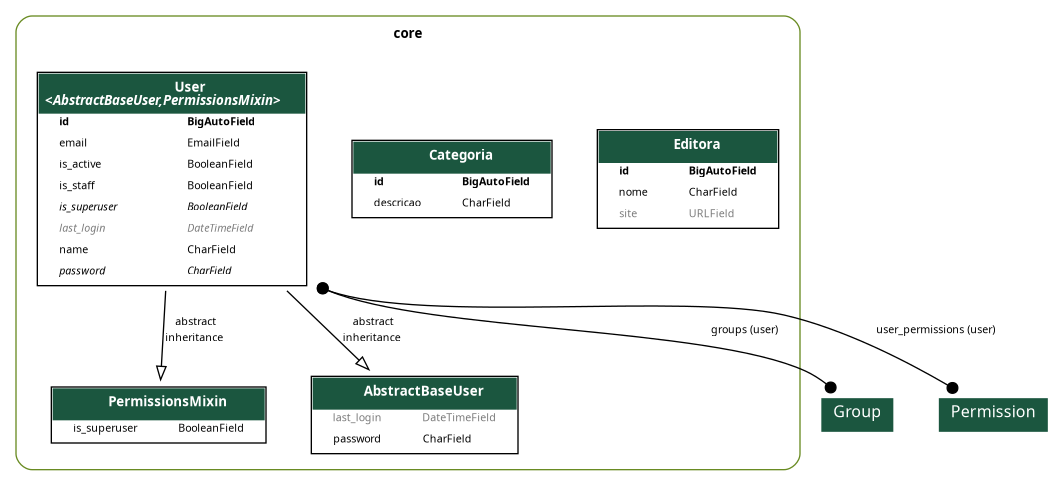 core
User
<AbstractBaseUser,PermissionsMixin>
id BigAutoField
email EmailField
is_active BooleanField
is_staff BooleanField
is_superuser BooleanField
last_login DateTimeField
name CharField
password CharField
Categoria
id BigAutoField
descricao CharField
Editora
id BigAutoField
nome CharField
site URLField
abstract
inheritance
abstract
inheritance
groups (user)
user_permissions (user)
PermissionsMixin
is_superuser BooleanField
AbstractBaseUser
last_login DateTimeField
password CharField
Group
Permission